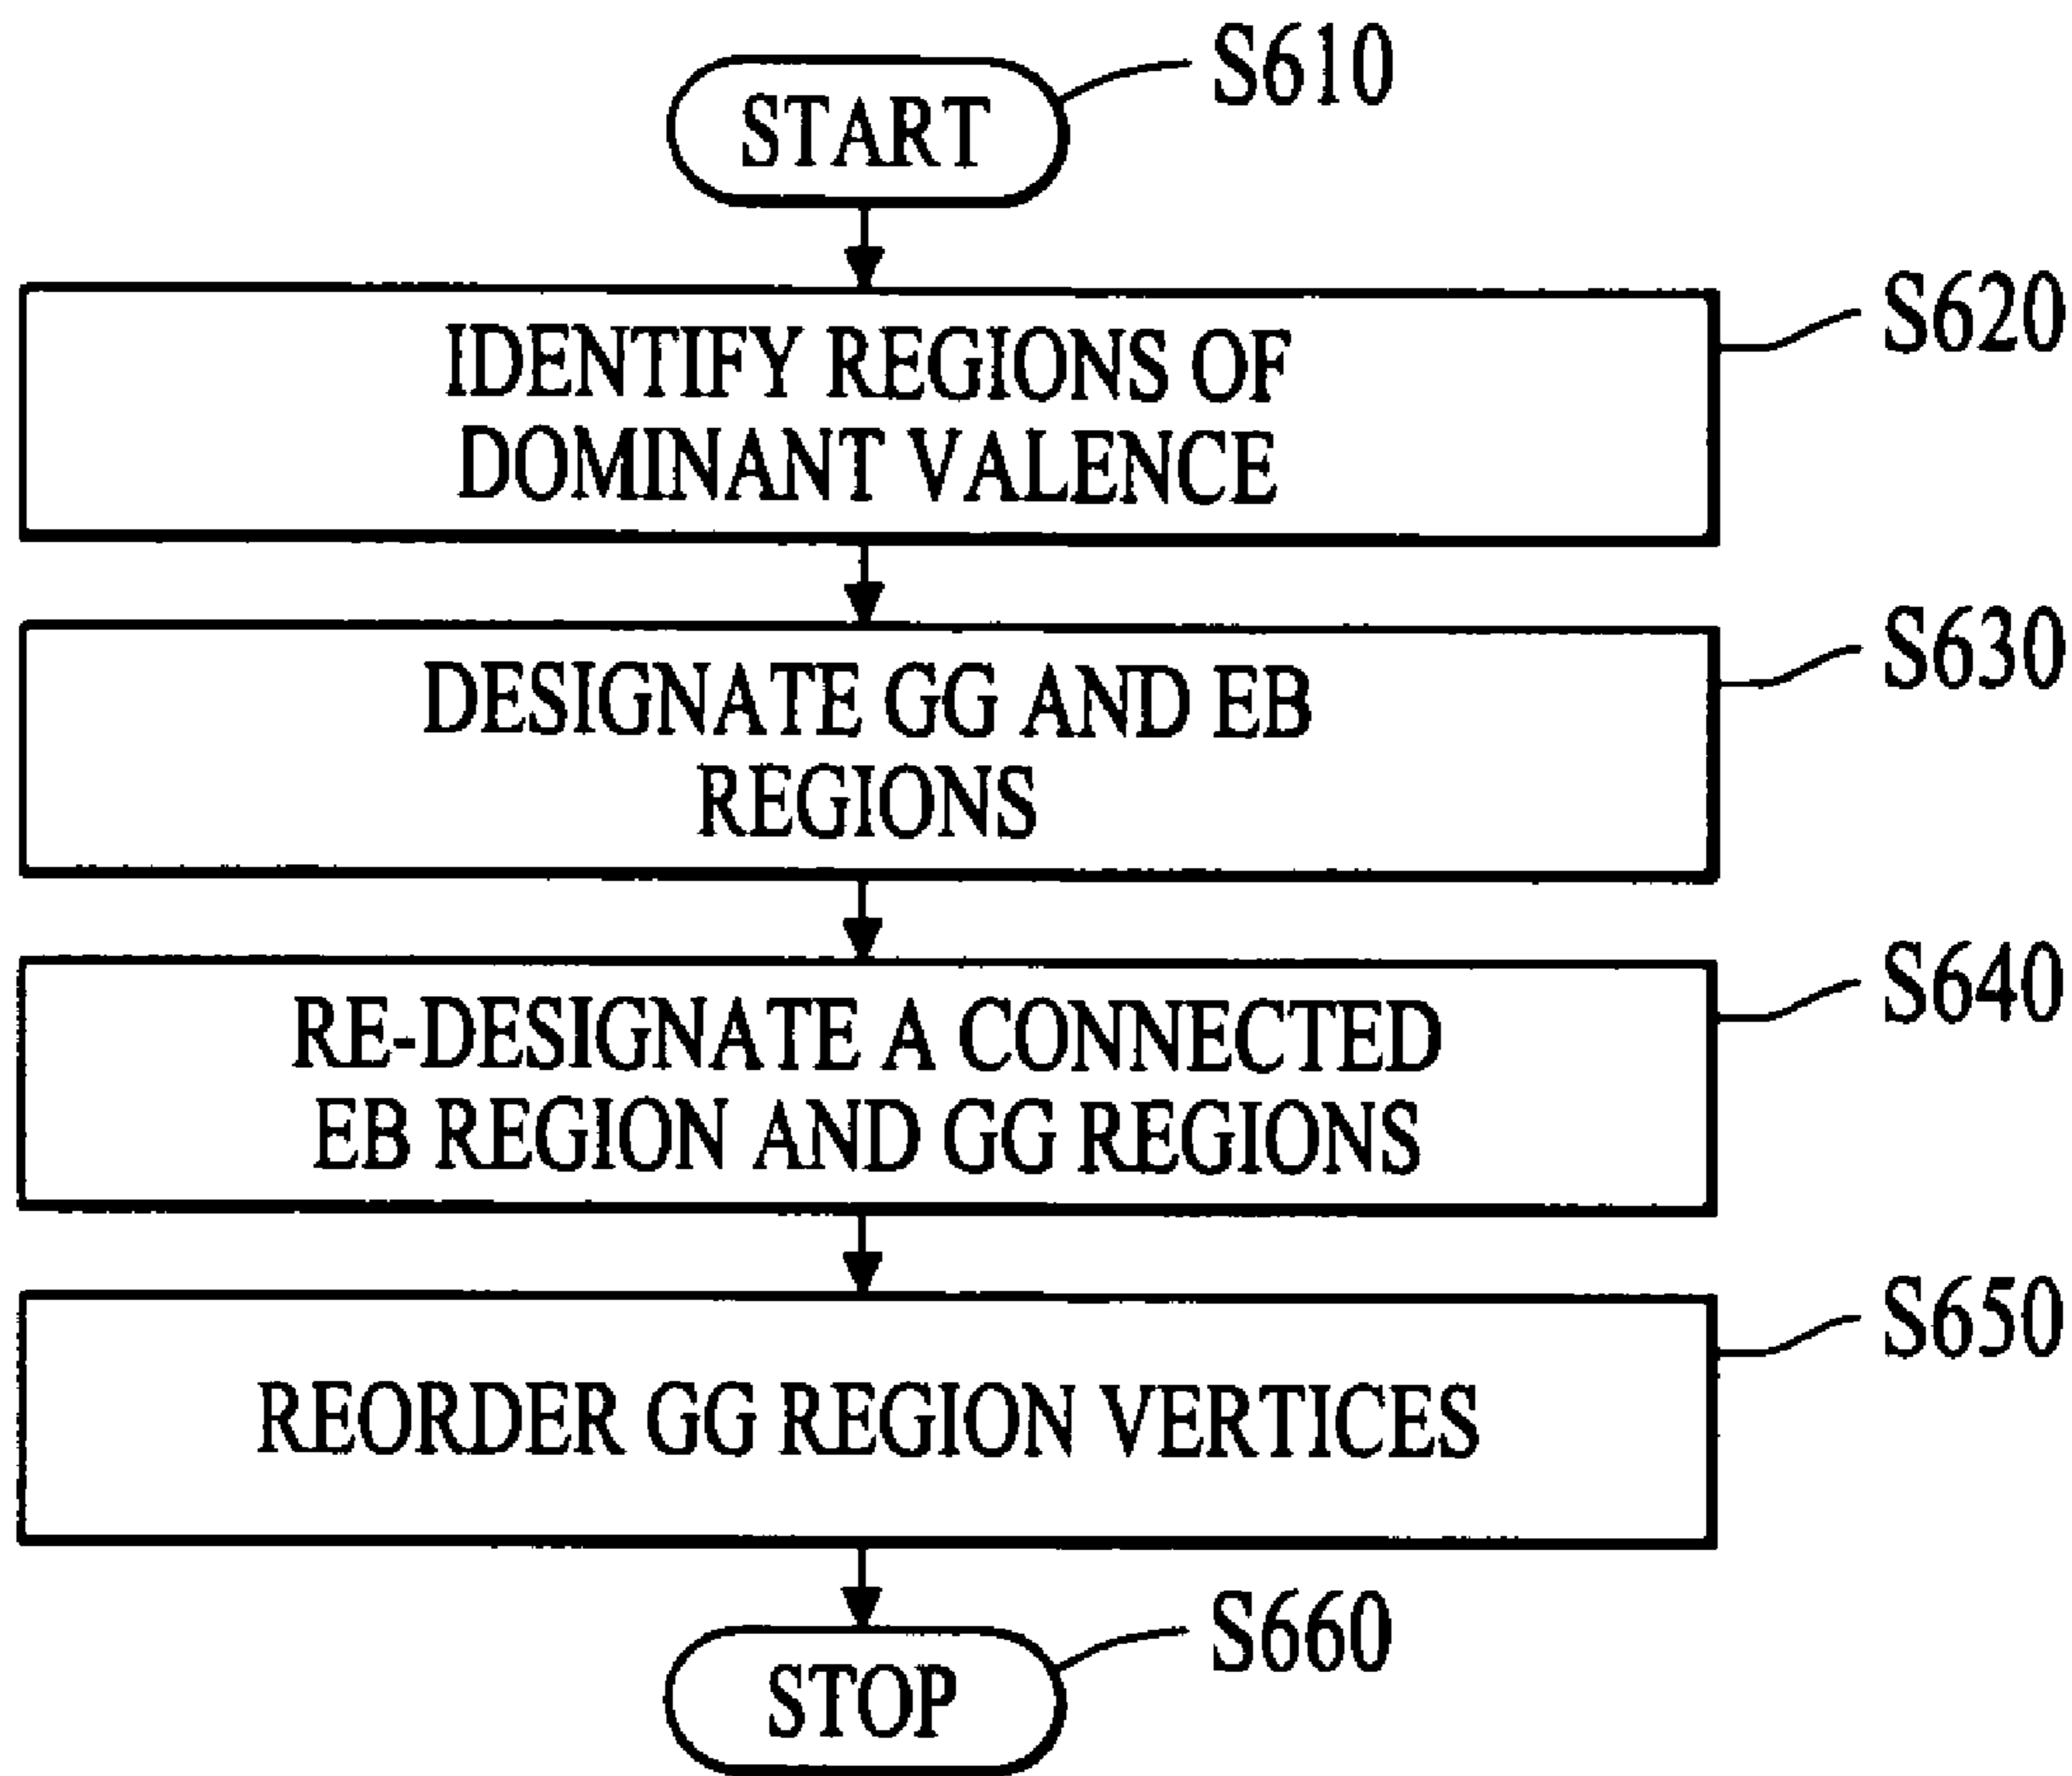 S610
START
S620
IDENTIFY REGIONS OF
DOMINANT VALENCE
S630
DESIGNATE GG AND EB
REGIONS
S640
RE-DESIGNATE A CONNECTED
EB REGION AND GG REGIONS
S650
REORDER GG REGION VERTICES
S660
STOP